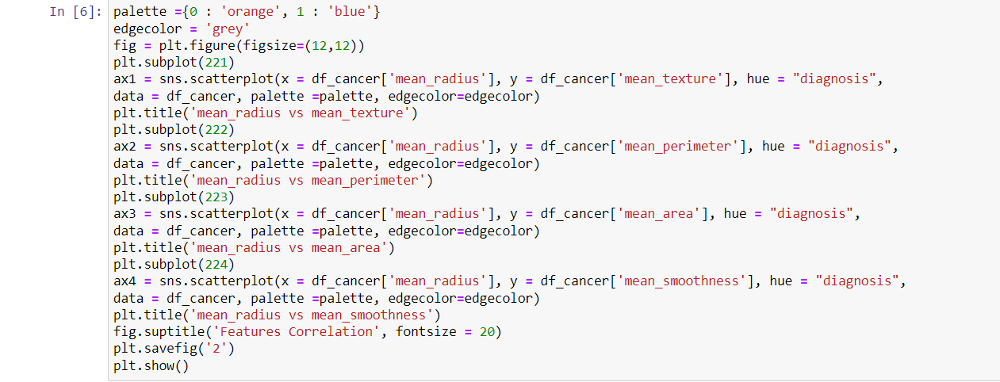 In [6]: palette ={0 : 'orange', 1 : 'blue'}
edgecolor = 'grey'
fig = plt.figure(figsize=(12,12))
plt.subplot(221)
ax1 = sns.scatterplot(x = df_cancer['mean_radius'], y = df_cancer['mean_texture'], hue = "diagnosis",
data = df_cancer, palette =palette, edgecolor=edgecolor)
plt.title('mean_radius vs mean_texture')
plt.subplot(222)
ax2 = sns.scatterplot(x = df_cancer['mean_radius'], y = df_cancer['mean_perimeter'], hue = "diagnosis",
data = df_cancer, palette =palette, edgecolor=edgecolor)
plt.title('mean_radius vs mean_perimeter')
plt.subplot(223)
ax3 = sns.scatterplot(x = df_cancer['mean_radius'], y = df_cancer['mean_area'], hue = "diagnosis",
data = df_cancer, palette =palette, edgecolor=edgecolor)
plt.title('mean_radius vs mean_area')
plt.subplot(224)
ax4 = sns.scatterplot(x = df_cancer['mean_radius'], y = df_cancer['mean_smoothness'], hue = "diagnosis",
data = df_cancer, palette =palette, edgecolor=edgecolor)
plt.title('mean_radius vs mean_smoothness')
fig.suptitle('Features Correlation', fontsize = 20)
plt.savefig('2')
plt.show()